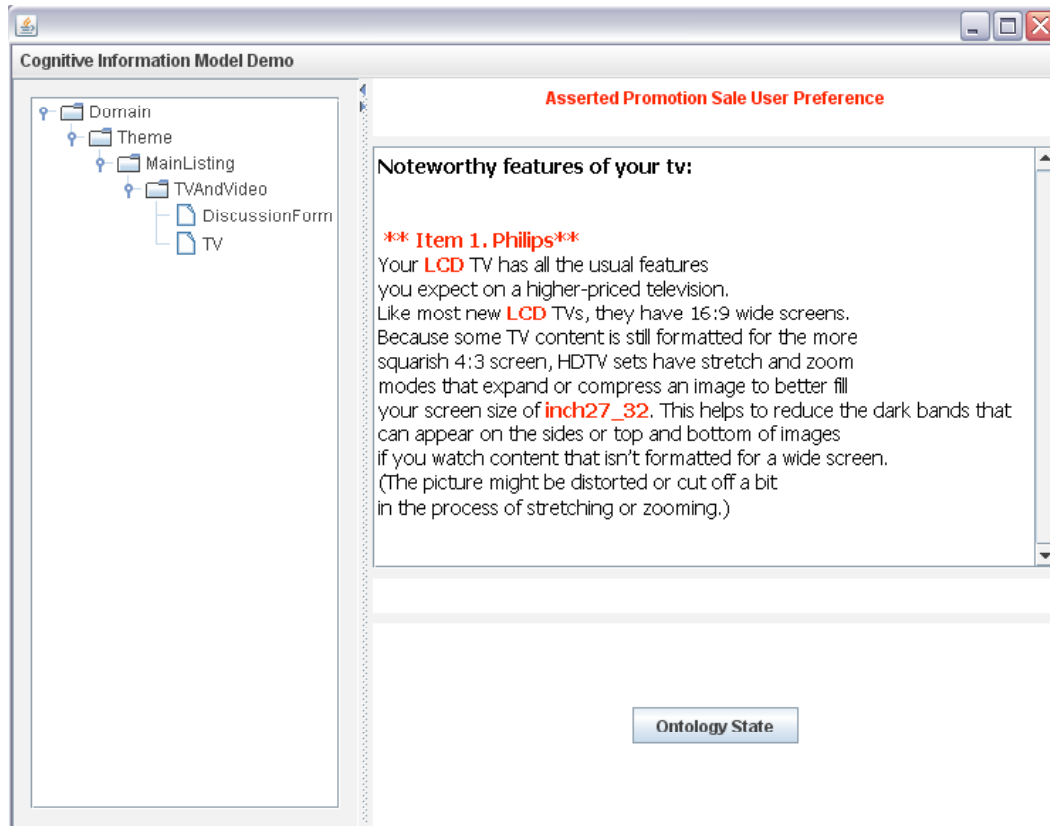 Cognitive Information Model Demo
Domain
Theme
MainListing
TVAndVideo
DiscussionForm
TV
Asserted Promotion Sale User Preference
Noteworthy features of your tv:
** Item 1. Philips**
Your LCD TV has all the usual features
you expect on a higher-priced television.
Like most new LCD TVs, they have 16:9 wide screens.
Because some TV content is still formatted for the more
squarish 4:3 screen, HDTV sets have stretch and zoom
modes that expand or compress an image to better fill
your screen size of inch27_32. This helps to reduce the dark bands that
can appear on the sides or top and bottom of images
if you watch content that isn't formatted for a wide screen.
(The picture might be distorted or cut off a bit
in the process of stretching or zooming.)
Ontology State